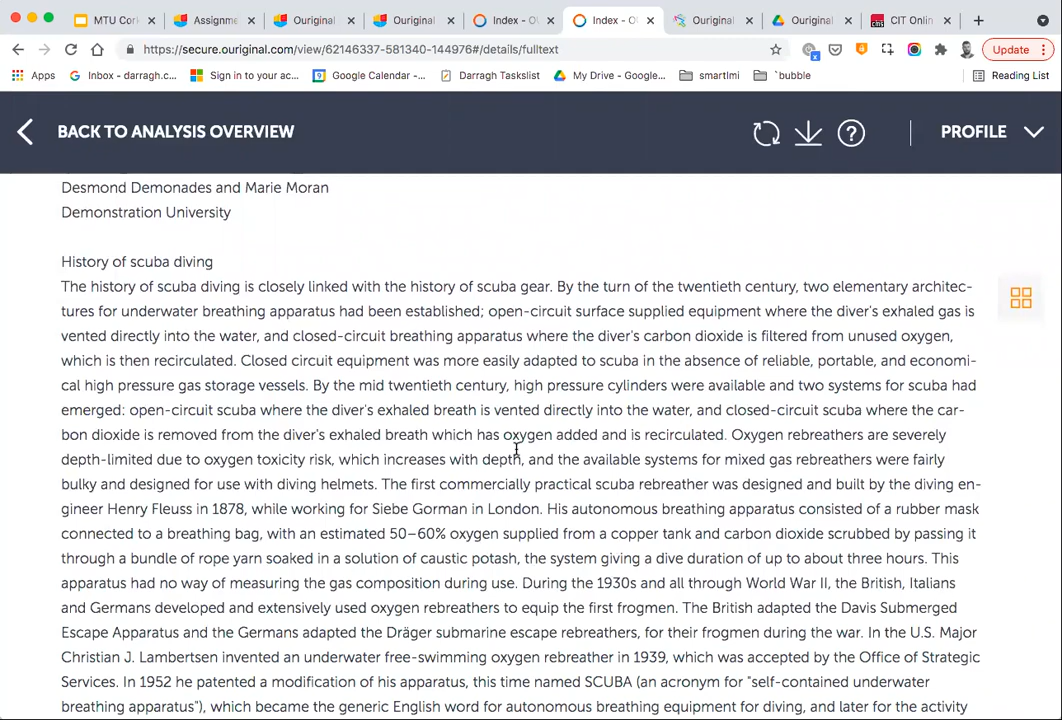 MTU Cork
Assignme
Ouriginal
Ouriginal
Index - O
Index - O
Ouriginal
Ouriginal
CIT Onlin
https://secure.ouriginal.com/view/62146337-581340-144976#/details/fulltext
Update
Apps
Inbox - darragh.c...
Sign in to your ac...
Google Calendar -...
Darragh Taskslist
My Drive - Google...
smartlmi
`bubble
Reading List
BACK TO ANALYSIS OVERVIEW
PROFILE
Desmond Demonades and Marie Moran
Demonstration University
History of scuba diving
The history of scuba diving is closely linked with the history of scuba gear. By the turn of the twentieth century, two elementary architec-
tures for underwater breathing apparatus had been established; open-circuit surface supplied equipment where the diver's exhaled gas is
vented directly into the water, and closed-circuit breathing apparatus where the diver's carbon dioxide is filtered from unused oxygen,
which is then recirculated. Closed circuit equipment was more easily adapted to scuba in the absence of reliable, portable, and economi-
cal high pressure gas storage vessels. By the mid twentieth century, high pressure cylinders were available and two systems for scuba had
emerged: open-circuit scuba where the diver's exhaled breath is vented directly into the water, and closed-circuit scuba where the car-
bon dioxide is removed from the diver's exhaled breath which has oxygen added and is recirculated. Oxygen rebreathers are severely
depth-limited due to oxygen toxicity risk, which increases with depth, and the available systems for mixed gas rebreathers were fairly
bulky and designed for use with diving helmets. The first commercially practical scuba rebreather was designed and built by the diving en-
gineer Henry Fleuss in 1878, while working for Siebe Gorman in London. His autonomous breathing apparatus consisted of a rubber mask
connected to a breathing bag, with an estimated 50–60% oxygen supplied from a copper tank and carbon dioxide scrubbed by passing it
through a bundle of rope yarn soaked in a solution of caustic potash, the system giving a dive duration of up to about three hours. This
apparatus had no way of measuring the gas composition during use. During the 1930s and all through World War II, the British, Italians
and Germans developed and extensively used oxygen rebreathers to equip the first frogmen. The British adapted the Davis Submerged
Escape Apparatus and the Germans adapted the Dräger submarine escape rebreathers, for their frogmen during the war. In the U.S. Major
Christian J. Lambertsen invented an underwater free-swimming oxygen rebreather in 1939, which was accepted by the Office of Strategic
Services. In 1952 he patented a modification of his apparatus, this time named SCUBA (an acronym for "self-contained underwater
breathing apparatus"), which became the generic English word for autonomous breathing equipment for diving, and later for the activity